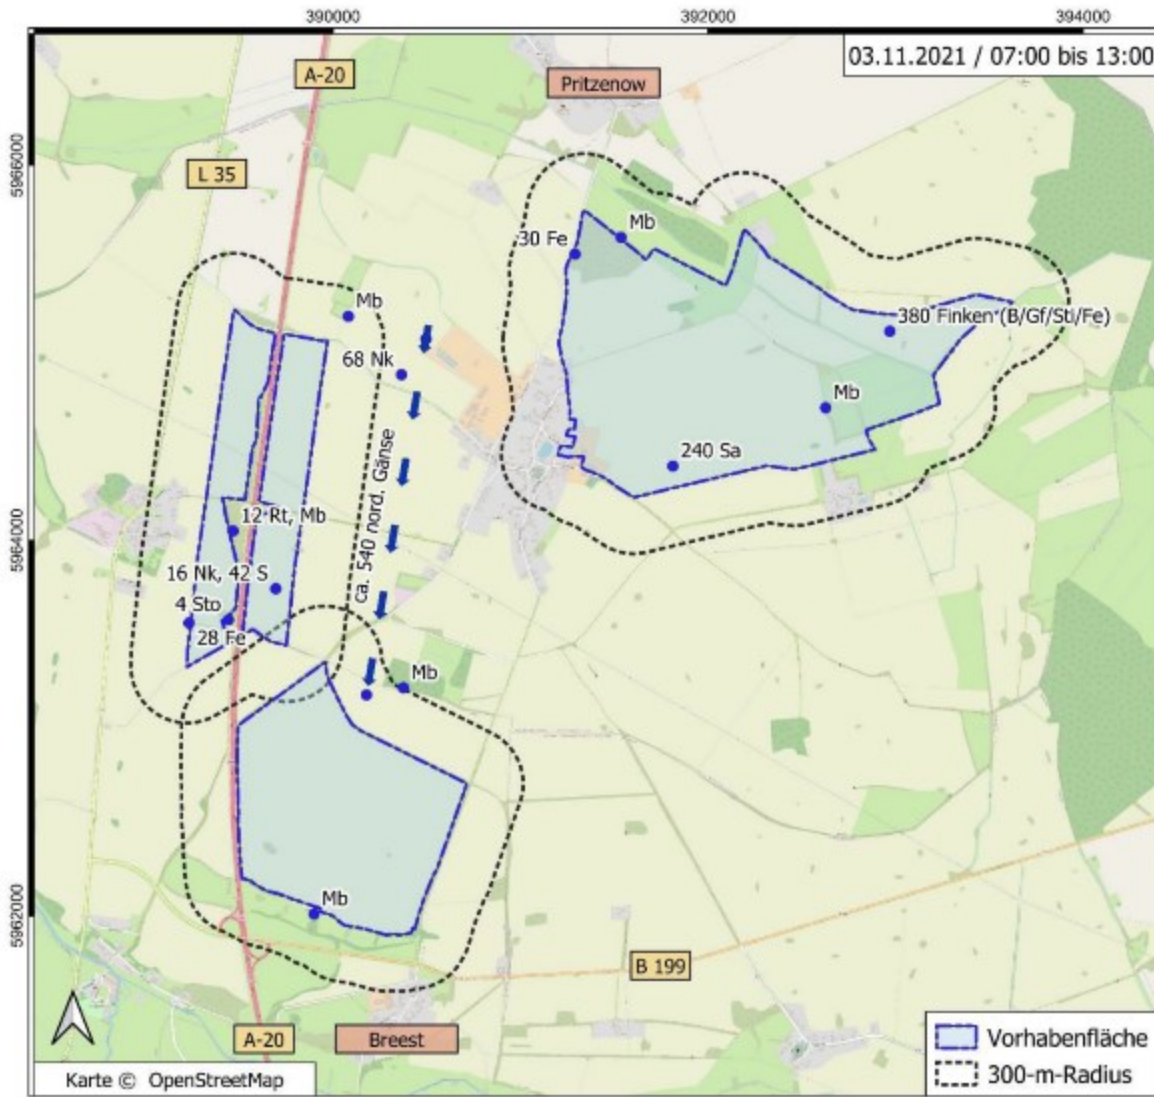 390000
392000
394000
03.11.2021 / 07:00 bis 13:00
A-20
Pritzenow
5966000
L 35
Mb
30 Fe
Mb
380 Finken (B/Gf/Sti/Fe)
68 Nk
Mb
240 Sa
ca. 540 nord. Gänse
5964000
12 Rt, Mb
16 Nk, 42 S
4 Sto
28 Fe
Mb
5962000
Mb
B 199
A-20
Breest
Vorhabenfläche
300-m-Radius
Karte © OpenStreetMap